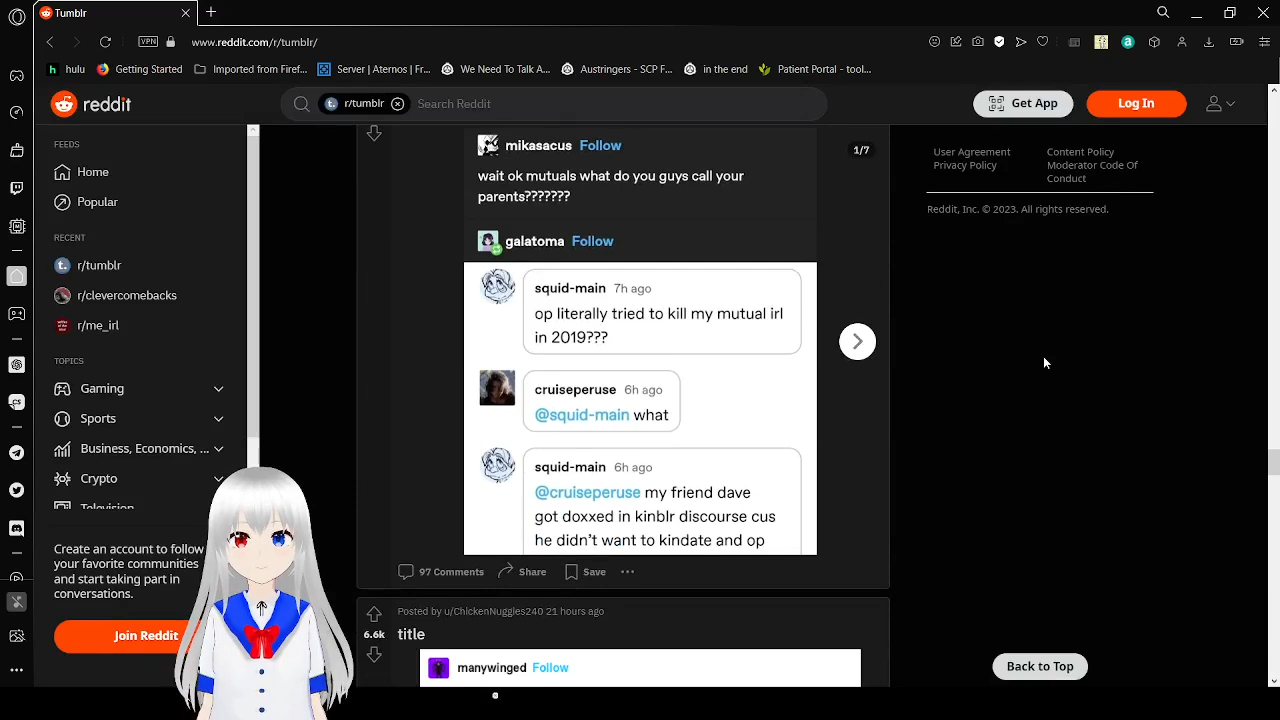 Tumblr
VPN
www.reddit.com/r/tumblr/
hulu
Getting Started
Imported from Firef...
Server | Aternos | Fr...
We Need To Talk A...
Austringers - SCP F...
in the end
Patient Portal - tool...
reddit
r/tumblr
Search Reddit
Get App
Log In
FEEDS
Home
Popular
RECENT
r/tumblr
r/clevercomebacks
r/me_irl
TOPICS
Gaming
Sports
Business, Economics, ...
Crypto
Television
Create an account to follow
your favorite communities
and start taking part in
conversations.
Join Reddit
mikasacus Follow
1/7
wait ok mutuals what do you guys call your
parents???????
galatoma Follow
squid-main 7h ago
op literally tried to kill my mutual irl
in 2019???
cruiseperuse 6h ago
@squid-main what
squid-main 6h ago
@cruiseperuse my friend dave
got doxxed in kinblr discourse cus
he didn't want to kindate and op
97 Comments
Share
Save
Posted by u/ChickenNuggles240 21 hours ago
6.6k
title
manywinged Follow
User Agreement
Privacy Policy
Content Policy
Moderator Code Of
Conduct
Reddit, Inc. © 2023. All rights reserved.
Back to Top